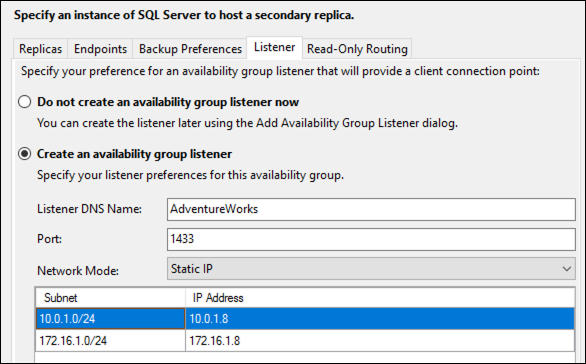 Specify an instance of SQL Server to host a secondary replica.
Replicas Endpoints Backup Preferences Listener Read-Only Routing
Specify your preference for an availability group listener that will provide a client connection point:
Do not create an availability group listener now
You can create the listener later using the Add Availability Group Listener dialog.
Create an availability group listener
Specify your listener preferences for this availability group.
Listener DNS Name: AdventureWorks
Port: 1433
Network Mode: Static IP
Subnet IP Address
10.0.1.0/24 10.0.1.8
172.16.1.0/24 172.16.1.8